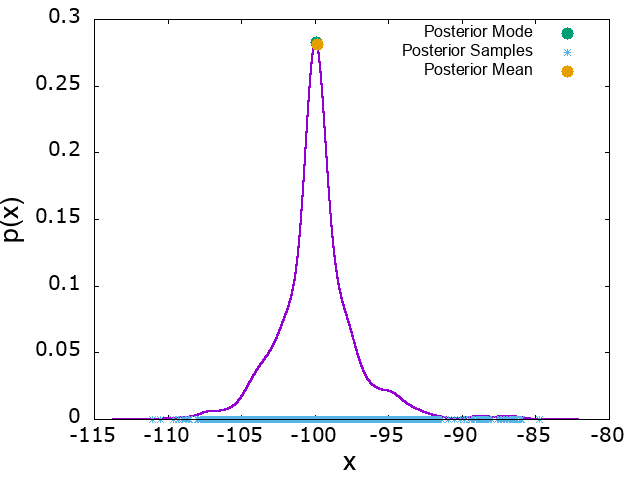 0.3
0.25
0.2
0.15
0.1
0.05
0
p(x)
Posterior Mode
Posterior Samples
Posterior Mean
-115 -110 -105 -100 -95 -90 -85 -80
x